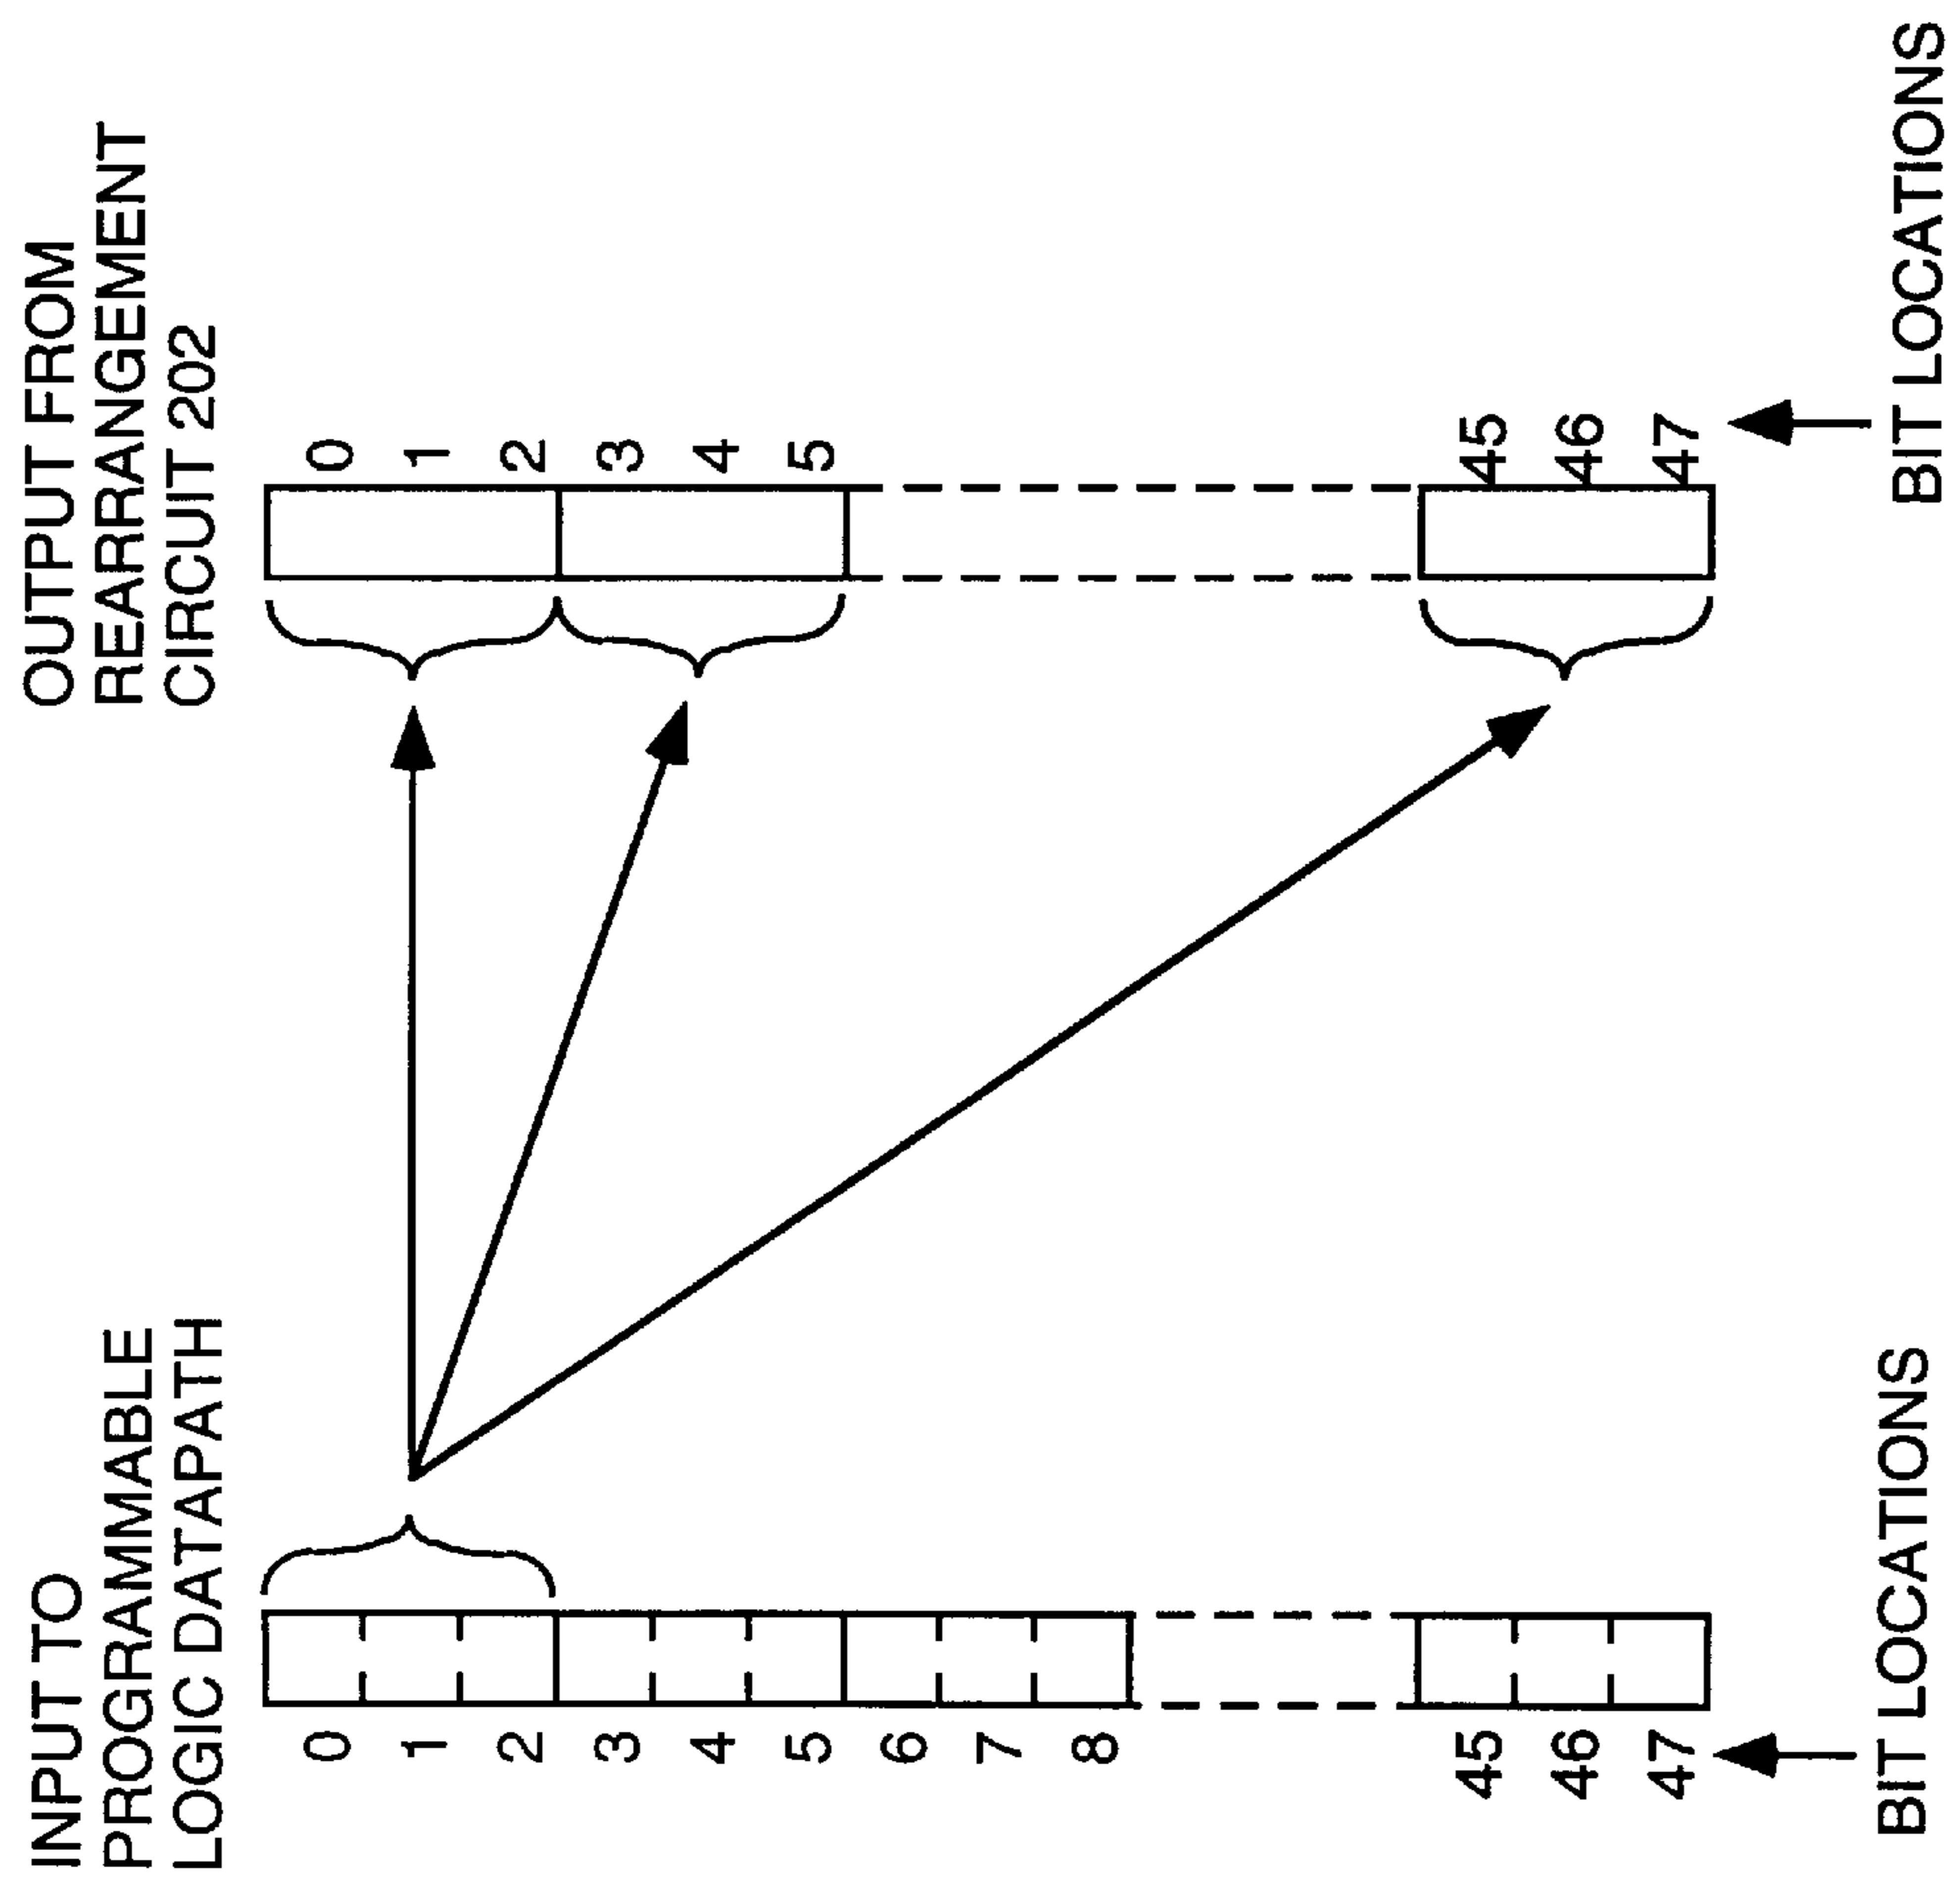 INPUT TO
PROGRAMMABLE
LOGIC DATAPATH
OUTPUT FROM
REARRANGEMENT
CIRCUIT 202
0
1
2
3
4
5
6
7
8
45
46
47
BIT LOCATIONS
0
1
2
3
4
5
45
46
47
BIT LOCATIONS